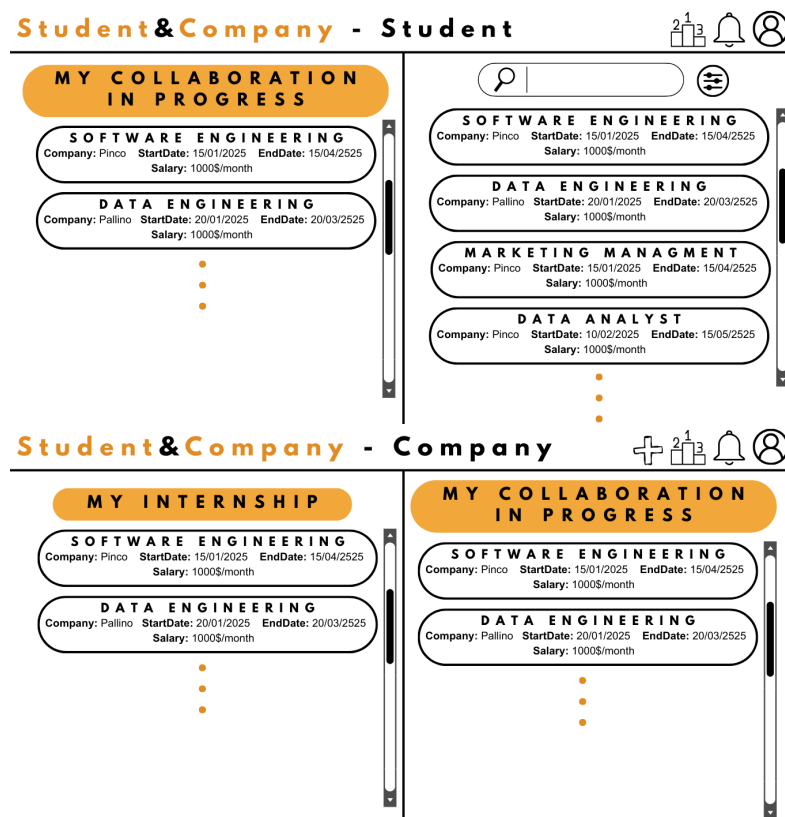 Student&Company - Student
2 1 3
MY COLLABORATION
IN PROGRESS
SOFTWARE ENGINEERING
Company: Pinco StartDate: 15/01/2025 EndDate: 15/04/2525
Salary: 1000$/month
DATA ENGINEERING
Company: Pallino StartDate: 20/01/2025 EndDate: 20/03/2525
Salary: 1000$/month
SOFTWARE ENGINEERING
Company: Pinco StartDate: 15/01/2025 EndDate: 15/04/2525
Salary: 1000$/month
DATA ENGINEERING
Company: Pallino StartDate: 20/01/2025 EndDate: 20/03/2525
Salary: 1000$/month
MARKETING MANAGMENT
Company: Pinco StartDate: 15/01/2025 EndDate: 15/04/2525
Salary: 1000$/month
DATA ANALYST
Company: Pinco StartDate: 10/02/2025 EndDate: 15/05/2525
Salary: 1000$/month
Student&Company - Company
2 1 3
MY INTERNSHIP
SOFTWARE ENGINEERING
Company: Pinco StartDate: 15/01/2025 EndDate: 15/04/2525
Salary: 1000$/month
DATA ENGINEERING
Company: Pallino StartDate: 20/01/2025 EndDate: 20/03/2525
Salary: 1000$/month
MY COLLABORATION
IN PROGRESS
SOFTWARE ENGINEERING
Company: Pinco StartDate: 15/01/2025 EndDate: 15/04/2525
Salary: 1000$/month
DATA ENGINEERING
Company: Pallino StartDate: 20/01/2025 EndDate: 20/03/2525
Salary: 1000$/month